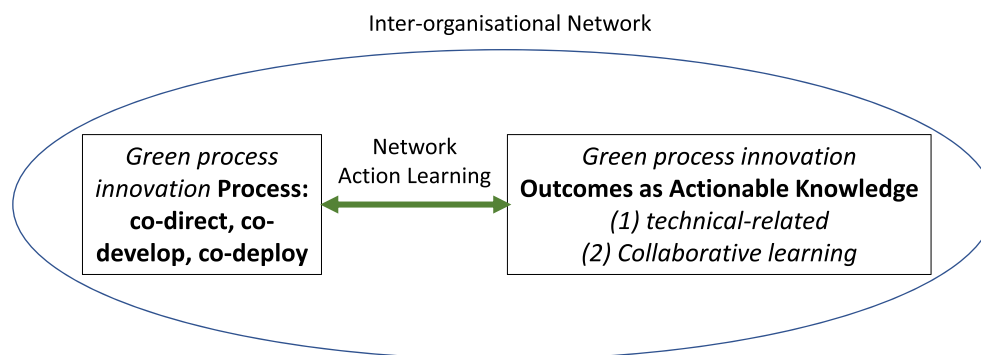 Inter-organisational Network
Green process
innovation Process:
co-direct, co-
develop, co-deploy
Network
Action Learning
Green process innovation
Outcomes as Actionable Knowledge
(1) technical-related
(2) Collaborative learning